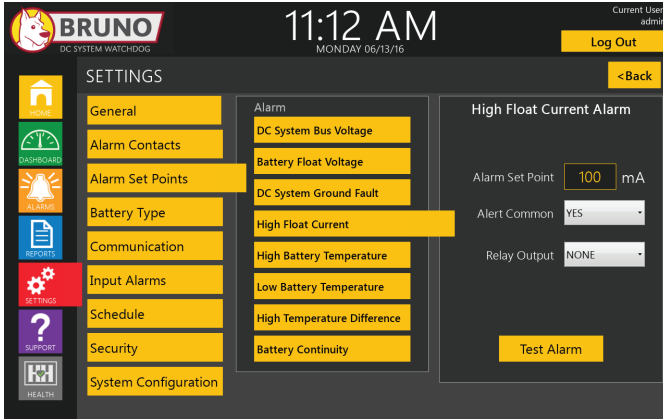 BRUNO
DC SYSTEM WATCHDOG
11:12 AM
MONDAY 06/13/16
Current User
admin
Log Out
SETTINGS
<Back
HOME
DASHBOARD
ALARMS
REPORTS
SETTINGS
SUPPORT
HEALTH
General
Alarm Contacts
Alarm Set Points
Battery Type
Communication
Input Alarms
Schedule
Security
System Configuration
Alarm
DC System Bus Voltage
Battery Float Voltage
DC System Ground Fault
High Float Current
High Battery Temperature
Low Battery Temperature
High Temperature Difference
Battery Continuity
High Float Current Alarm
Alarm Set Point 100 mA
Alert Common YES
Relay Output NONE
Test Alarm